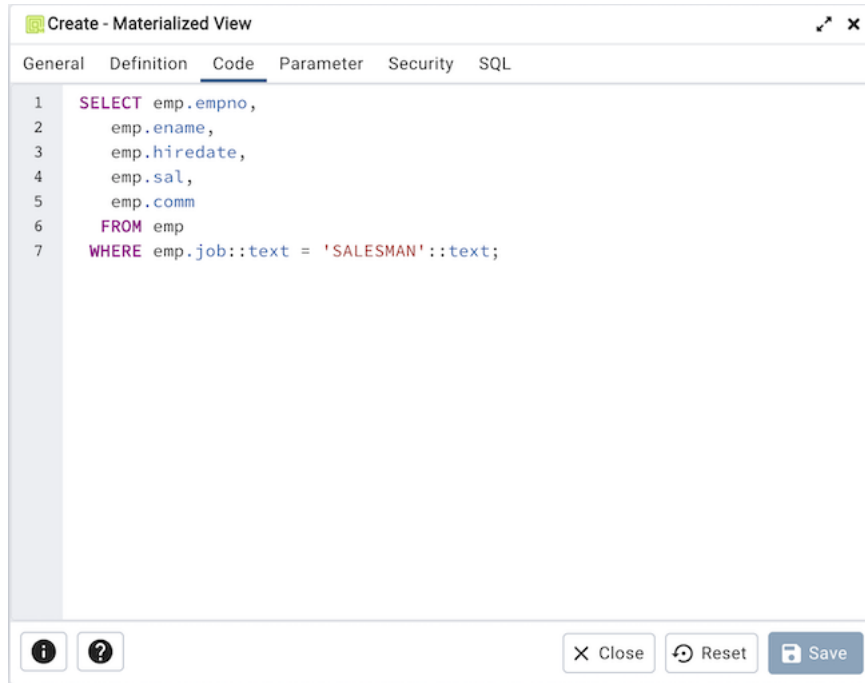 Create - Materialized View
General Definition Code Parameter Security SQL
1 SELECT emp.empno,
2 emp.ename,
3 emp.hiredate,
4 emp.sal,
5 emp.comm
6 FROM emp
7 WHERE emp.job::text = 'SALESMAN'::text;
Close Reset Save